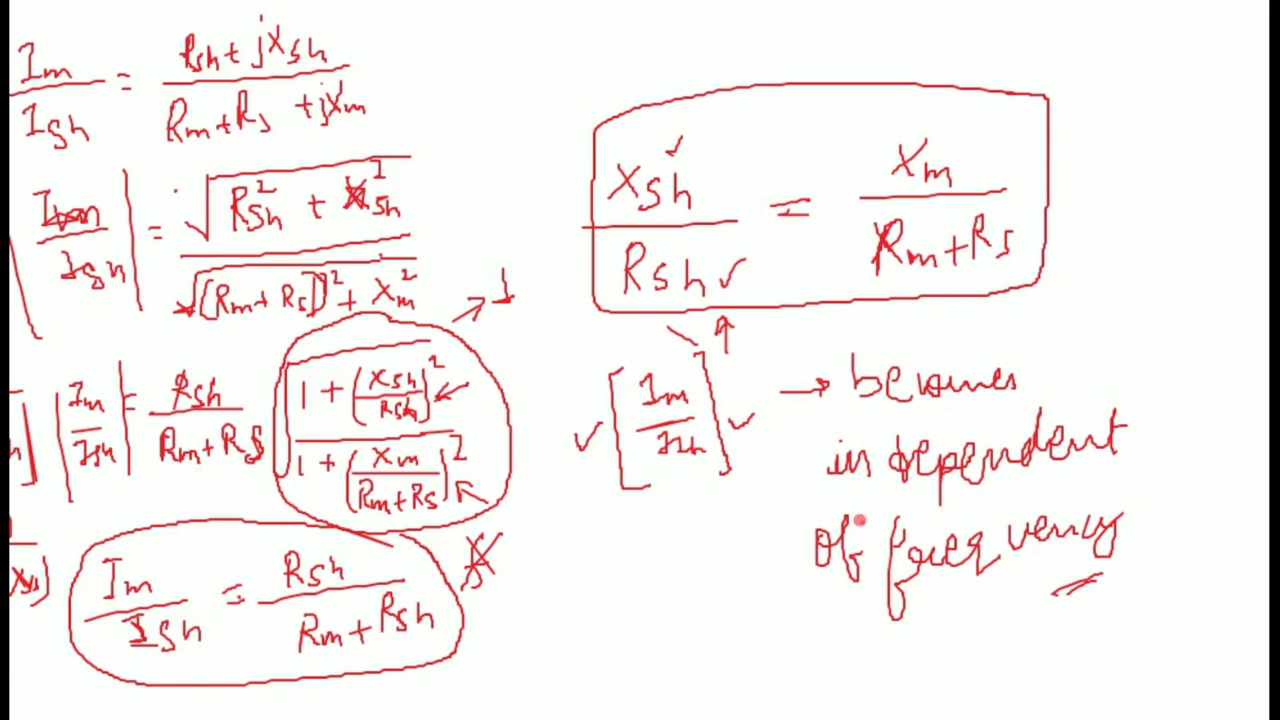 Im/Ish = (Rsh + jXsh)/(Rm + Rs + jXm)
|Im/Ish| = √(Rsh² + Xsh²)/√((Rm + Rs))² + Xm²
|Im/Ish| = Rsh/(Rm + Rs) √(1 + (Xsh/Rsh)²)/(1 + (Xm/(Rm+Rs))²) → 1
Im/Ish = Rsh/(Rm + Rsh)
Xsh/Rsh = Xm/(Rm + Rs)
[Im/Ish] → becomes
independent
of frequency